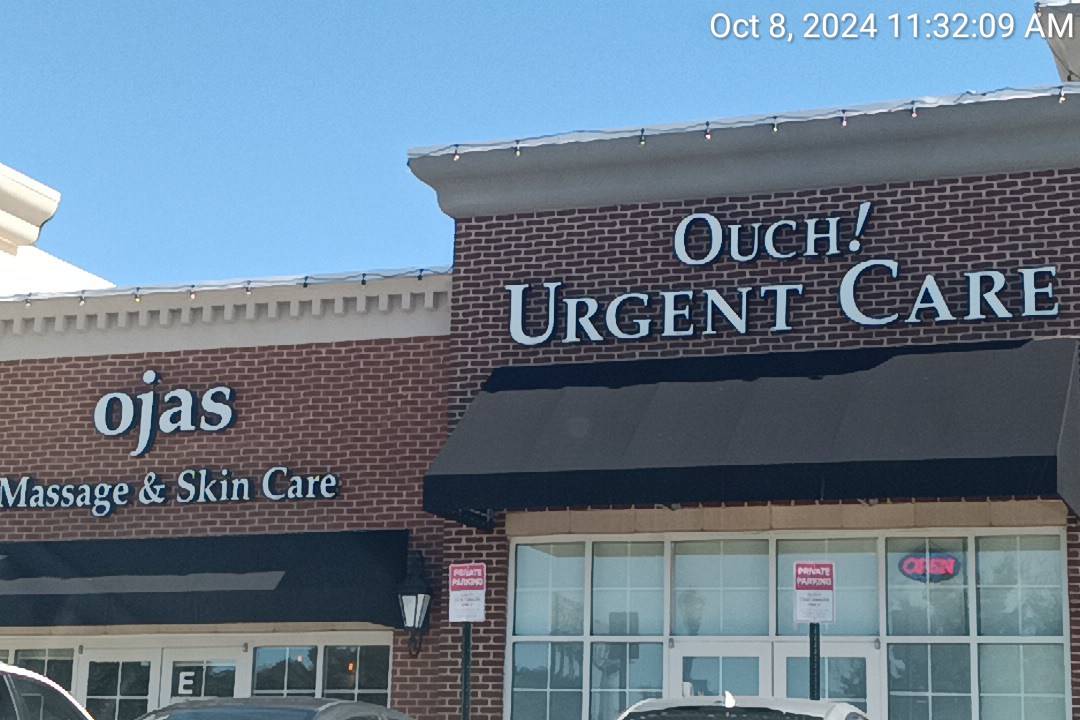 Oct 8, 2024 11:32:09 AM
OUCH!
URGENT CARE
ojas
Massage & Skin Care
PRIVATE
PARKING
PRIVATE
PARKING
OPEN
E